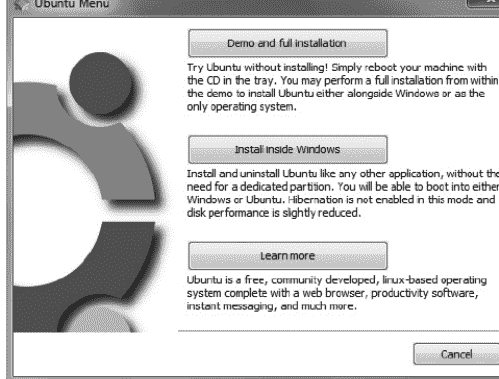 Ubuntu Menu
Demo and full installation
Try Ubuntu without installing! Simply reboot your machine with
the CD in the tray. You may perform a full installation from within
the demo to install Ubuntu either alongside Windows or as the
only operating system.
Install inside Windows
Install and uninstall Ubuntu like any other application, without the
need for a dedicated partition. You will be able to boot into either
Windows or Ubuntu. Hibernation is not enabled in this mode and
disk performance is slightly reduced.
Learn more
Ubuntu is a free, community developed, linux-based operating
system complete with a web browser, productivity software,
instant messaging, and much more.
Cancel